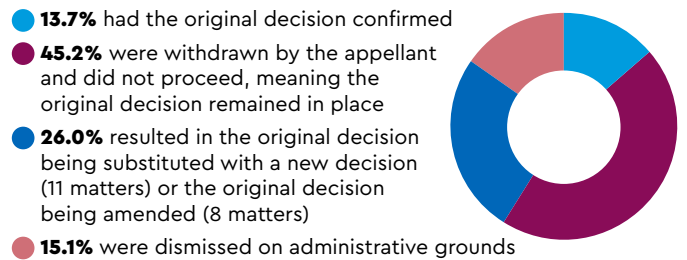 13.7% had the original decision confirmed
45.2% were withdrawn by the appellant
and did not proceed, meaning the
original decision remained in place
26.0% resulted in the original decision
being substituted with a new decision
(11 matters) or the original decision
being amended (8 matters)
15.1% were dismissed on administrative grounds